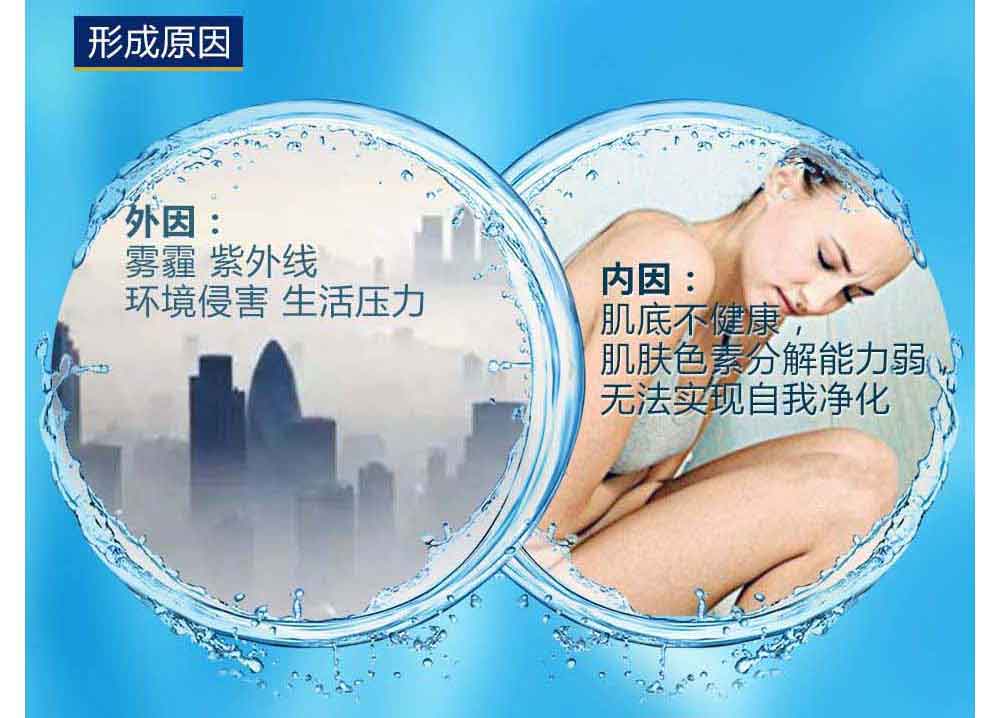 形成原因
外因：
雾霾 紫外线
环境侵害 生活压力
内因：
肌底不健康，
肌肤色素分解能力弱，
无法实现自我净化